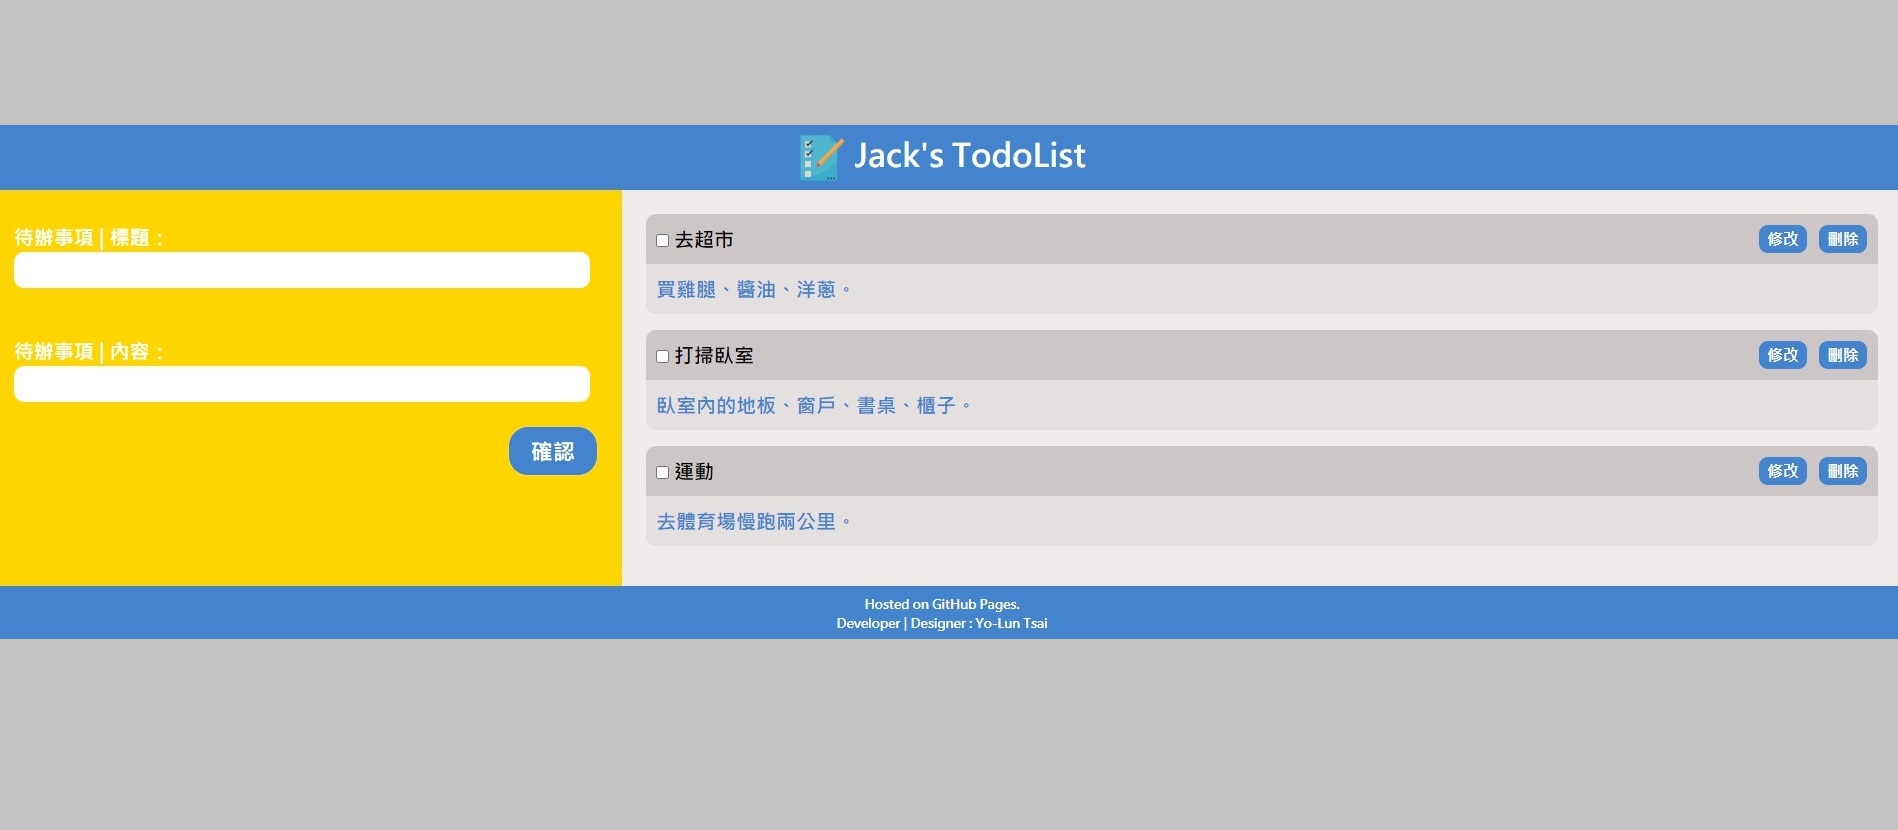 Jack's TodoList
待辦事項 | 標題：
待辦事項 | 內容：
確認
去超市 修改 刪除
買雞腿、醬油、洋蔥。
打掃臥室 修改 刪除
臥室內的地板、窗戶、書桌、櫃子。
運動 修改 刪除
去體育場慢跑兩公里。
Hosted on GitHub Pages.
Developer | Designer : Yo-Lun Tsai